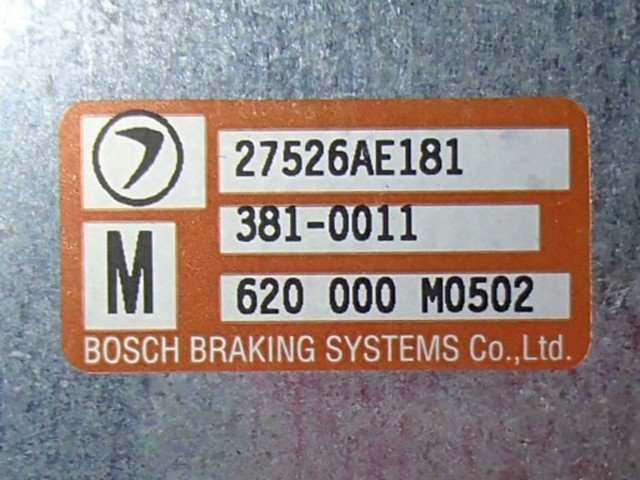 27526AE181
381-0011
M
620 000 M0502
BOSCH BRAKING SYSTEMS Co.,Ltd.